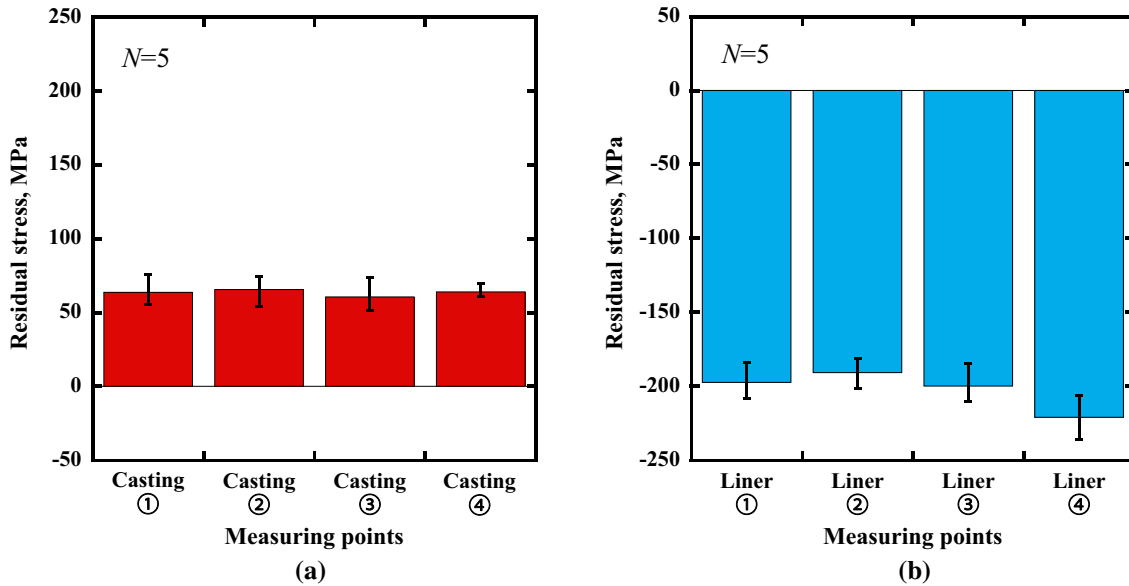 250
200
150
100
50
0
-50
Residual stress, MPa
N=5
Casting Casting Casting Casting
① ② ③ ④
Measuring points
(a)
50
0
-50
-100
-150
-200
-250
Residual stress, MPa
N=5
Liner Liner Liner Liner
① ② ③ ④
Measuring points
(b)